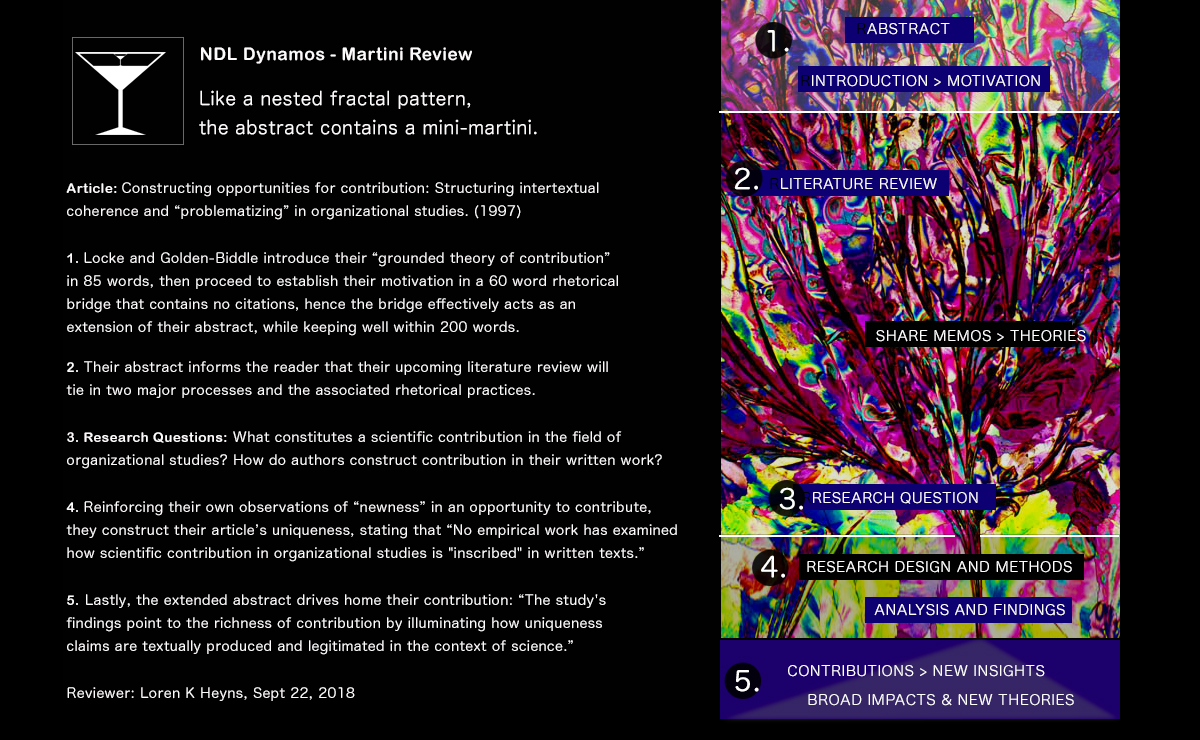 NDL Dynamos - Martini Review
Like a nested fractal pattern,
the abstract contains a mini-martini.
Article: Constructing opportunities for contribution: Structuring intertextual
coherence and “problematizing” in organizational studies. (1997)
1. Locke and Golden-Biddle introduce their “grounded theory of contribution”
in 85 words, then proceed to establish their motivation in a 60 word rhetorical
bridge that contains no citations, hence the bridge effectively acts as an
extension of their abstract, while keeping well within 200 words.
2. Their abstract informs the reader that their upcoming literature review will
tie in two major processes and the associated rhetorical practices.
3. Research Questions: What constitutes a scientific contribution in the field of
organizational studies? How do authors construct contribution in their written work?
4. Reinforcing their own observations of “newness” in an opportunity to contribute,
they construct their article’s uniqueness, stating that “No empirical work has examined
how scientific contribution in organizational studies is "inscribed" in written texts.”
5. Lastly, the extended abstract drives home their contribution: “The study's
findings point to the richness of contribution by illuminating how uniqueness
claims are textually produced and legitimated in the context of science.”
Reviewer: Loren K Heyns, Sept 22, 2018
1.
ABSTRACT
INTRODUCTION > MOTIVATION
2. LITERATURE REVIEW
SHARE MEMOS > THEORIES
3. RESEARCH QUESTION
4. RESEARCH DESIGN AND METHODS
ANALYSIS AND FINDINGS
5.
CONTRIBUTIONS > NEW INSIGHTS
BROAD IMPACTS & NEW THEORIES